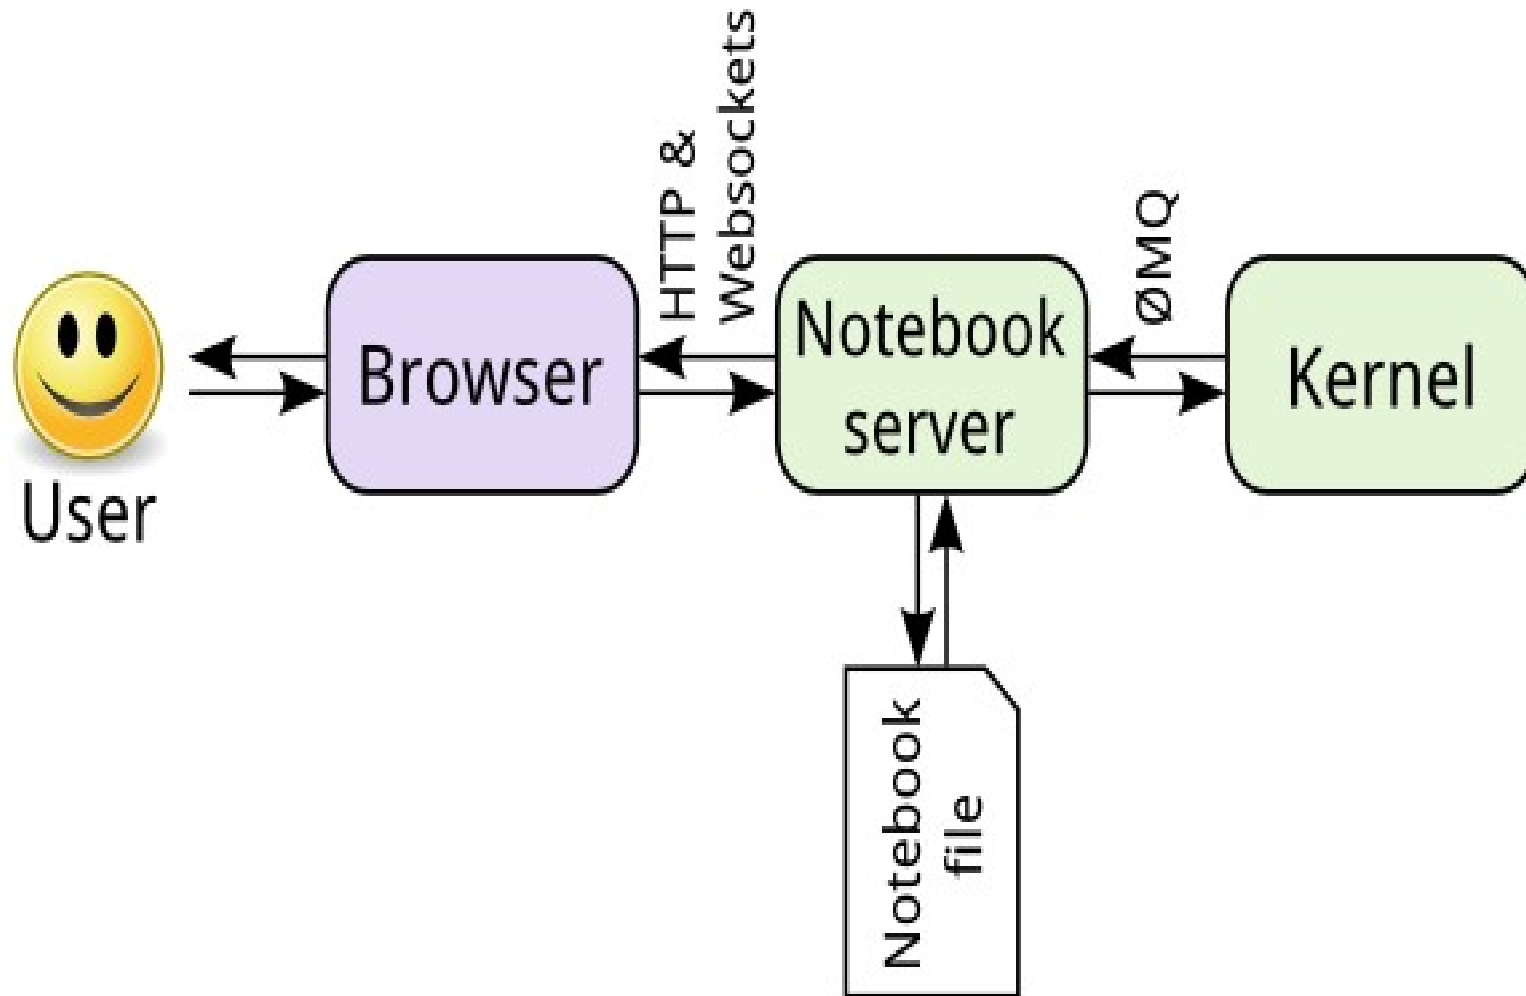 HTTP &
Websockets
ØMQ
User
Browser
Notebook
server
Kernel
Notebook
file